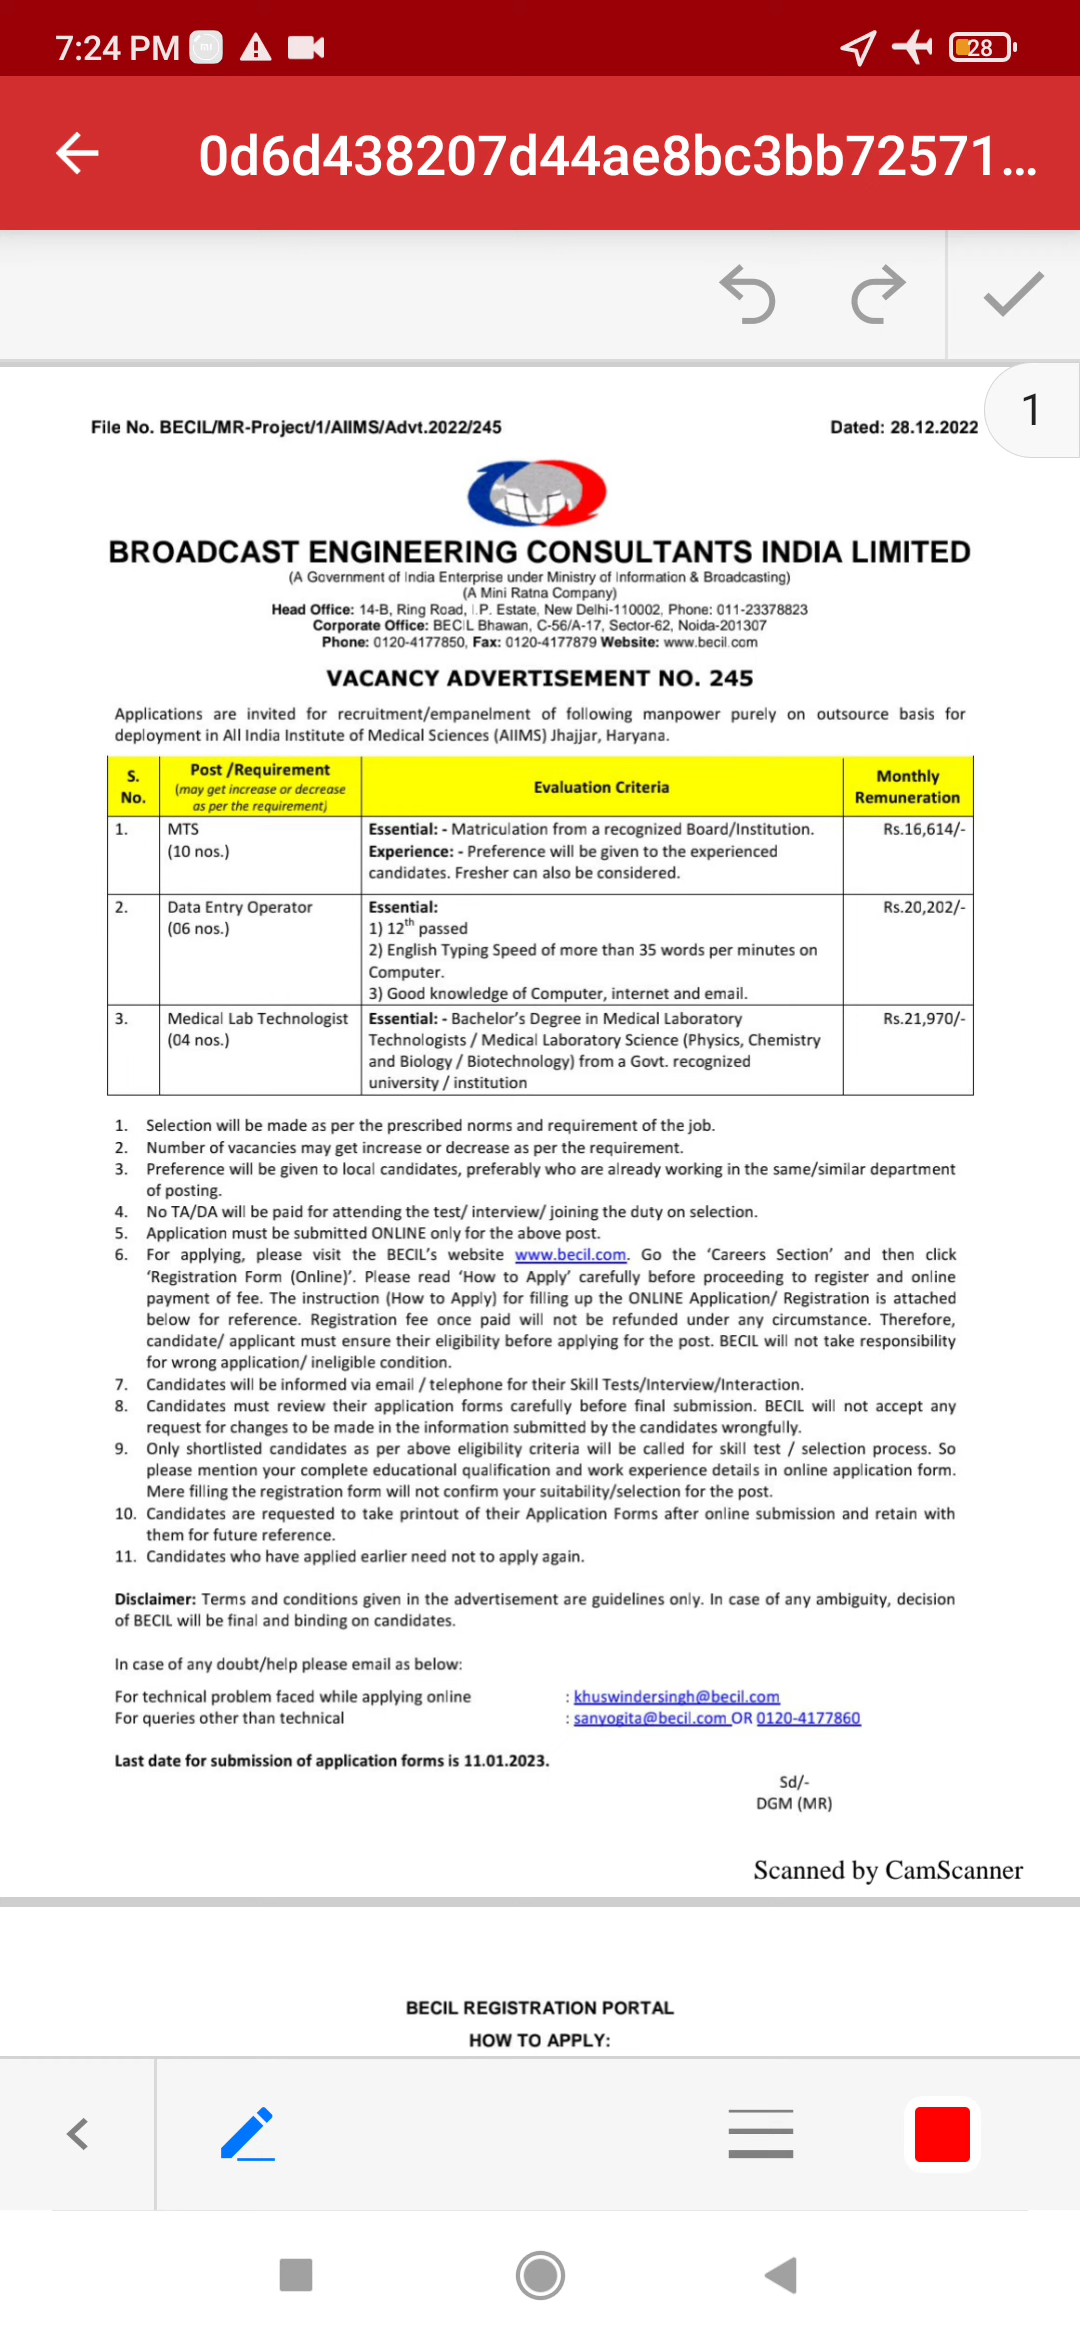 7:24 PM
28
0d6d438207d44ae8bc3bb72571...
1
File No. BECIL/MR-Project/1/AIIMS/Advt.2022/245 Dated: 28.12.2022
BROADCAST ENGINEERING CONSULTANTS INDIA LIMITED
(A Government of India Enterprise under Ministry of Information & Broadcasting)
(A Mini Ratna Company)
Head Office: 14-B, Ring Road, I.P. Estate, New Delhi-110002, Phone: 011-23378823
Corporate Office: BECIL Bhawan, C-56/A-17, Sector-62, Noida-201307
Phone: 0120-4177850, Fax: 0120-4177879 Website: www.becil.com
VACANCY ADVERTISEMENT NO. 245
Applications are invited for recruitment/empanelment of following manpower purely on outsource basis for
deployment in All India Institute of Medical Sciences (AIIMS) Jhajjar, Haryana.
S. No. Post /Requirement (may get increase or decrease as per the requirement) Evaluation Criteria Monthly Remuneration
1. MTS Essential: - Matriculation from a recognized Board/Institution. Rs.16,614/-
(10 nos.) Experience: - Preference will be given to the experienced
candidates. Fresher can also be considered.
2. Data Entry Operator Essential: Rs.20,202/-
(06 nos.) 1) 12th passed
2) English Typing Speed of more than 35 words per minutes on
Computer.
3) Good knowledge of Computer, internet and email.
3. Medical Lab Technologist Essential: - Bachelor's Degree in Medical Laboratory Rs.21,970/-
(04 nos.) Technologists / Medical Laboratory Science (Physics, Chemistry
and Biology / Biotechnology) from a Govt. recognized
university / institution
1. Selection will be made as per the prescribed norms and requirement of the job.
2. Number of vacancies may get increase or decrease as per the requirement.
3. Preference will be given to local candidates, preferably who are already working in the same/similar department
of posting.
4. No TA/DA will be paid for attending the test/ interview/ joining the duty on selection.
5. Application must be submitted ONLINE only for the above post.
6. For applying, please visit the BECIL's website www.becil.com. Go the 'Careers Section' and then click
'Registration Form (Online)'. Please read 'How to Apply' carefully before proceeding to register and online
payment of fee. The instruction (How to Apply) for filling up the ONLINE Application/ Registration is attached
below for reference. Registration fee once paid will not be refunded under any circumstance. Therefore,
candidate/ applicant must ensure their eligibility before applying for the post. BECIL will not take responsibility
for wrong application/ ineligible condition.
7. Candidates will be informed via email / telephone for their Skill Tests/Interview/Interaction.
8. Candidates must review their application forms carefully before final submission. BECIL will not accept any
request for changes to be made in the information submitted by the candidates wrongfully.
9. Only shortlisted candidates as per above eligibility criteria will be called for skill test / selection process. So
please mention your complete educational qualification and work experience details in online application form.
Mere filling the registration form will not confirm your suitability/selection for the post.
10. Candidates are requested to take printout of their Application Forms after online submission and retain with
them for future reference.
11. Candidates who have applied earlier need not to apply again.
Disclaimer: Terms and conditions given in the advertisement are guidelines only. In case of any ambiguity, decision
of BECIL will be final and binding on candidates.
In case of any doubt/help please email as below:
For technical problem faced while applying online : khuswindersingh@becil.com
For queries other than technical : sanyogita@becil.com OR 0120-4177860
Last date for submission of application forms is 11.01.2023.
Sd/-
DGM (MR)
Scanned by CamScanner
BECIL REGISTRATION PORTAL
HOW TO APPLY: